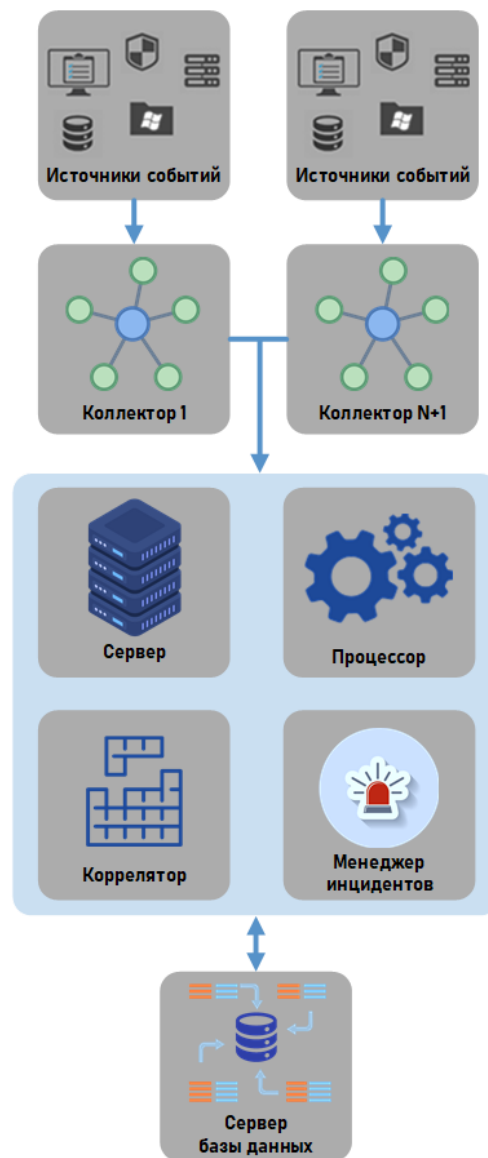 Источники событий
Источники событий
Коллектор 1
Коллектор N+1
Сервер
Процессор
Коррелятор
Менеджер
инцидентов
Сервер
базы данных